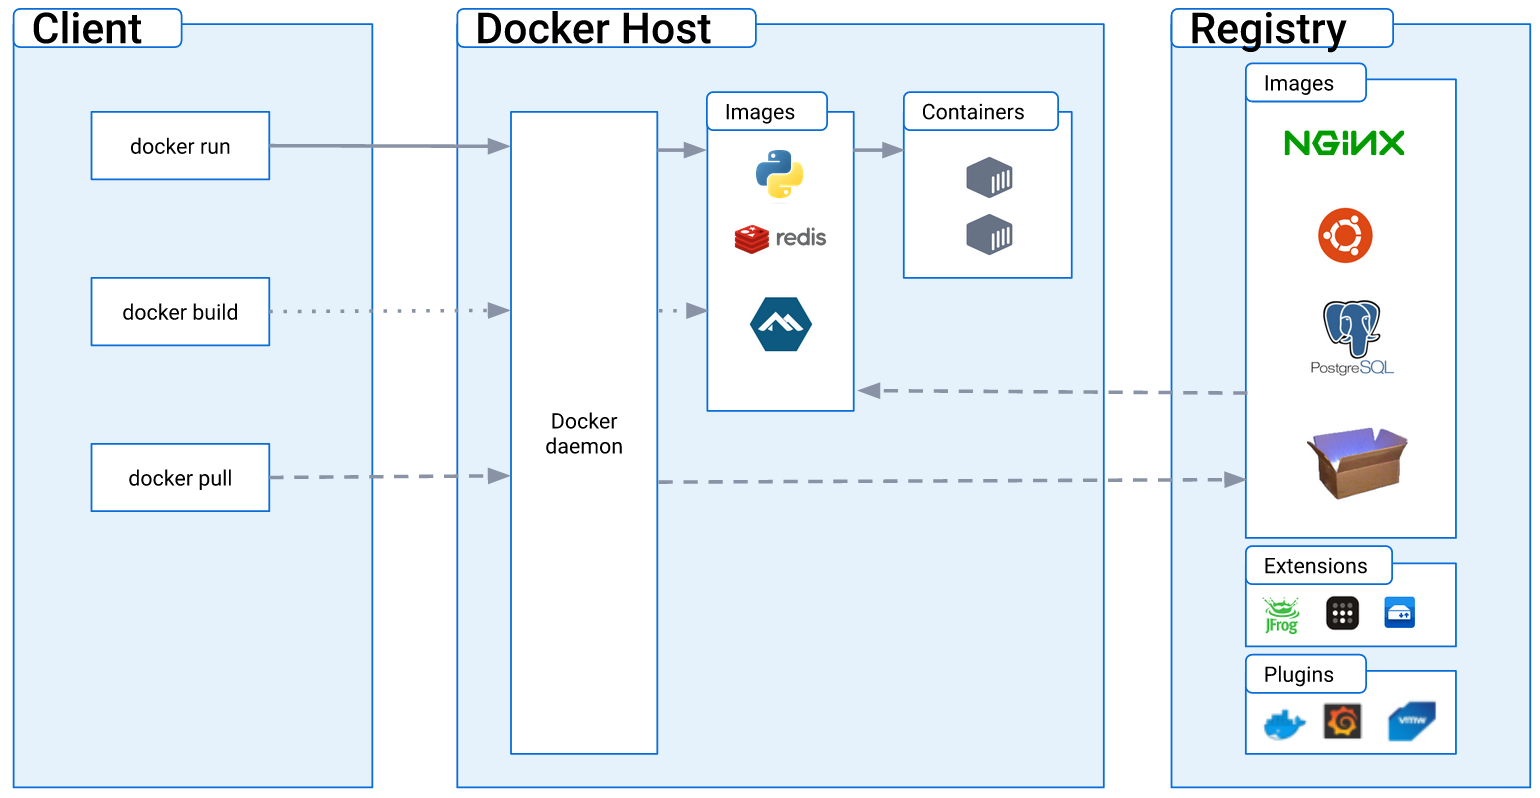 Client
docker run
docker build
docker pull
Docker Host
Docker
daemon
Images
redis
Containers
Registry
Images
NGiNX
PostgreSQL
Extensions
JFrog
Plugins
vmw